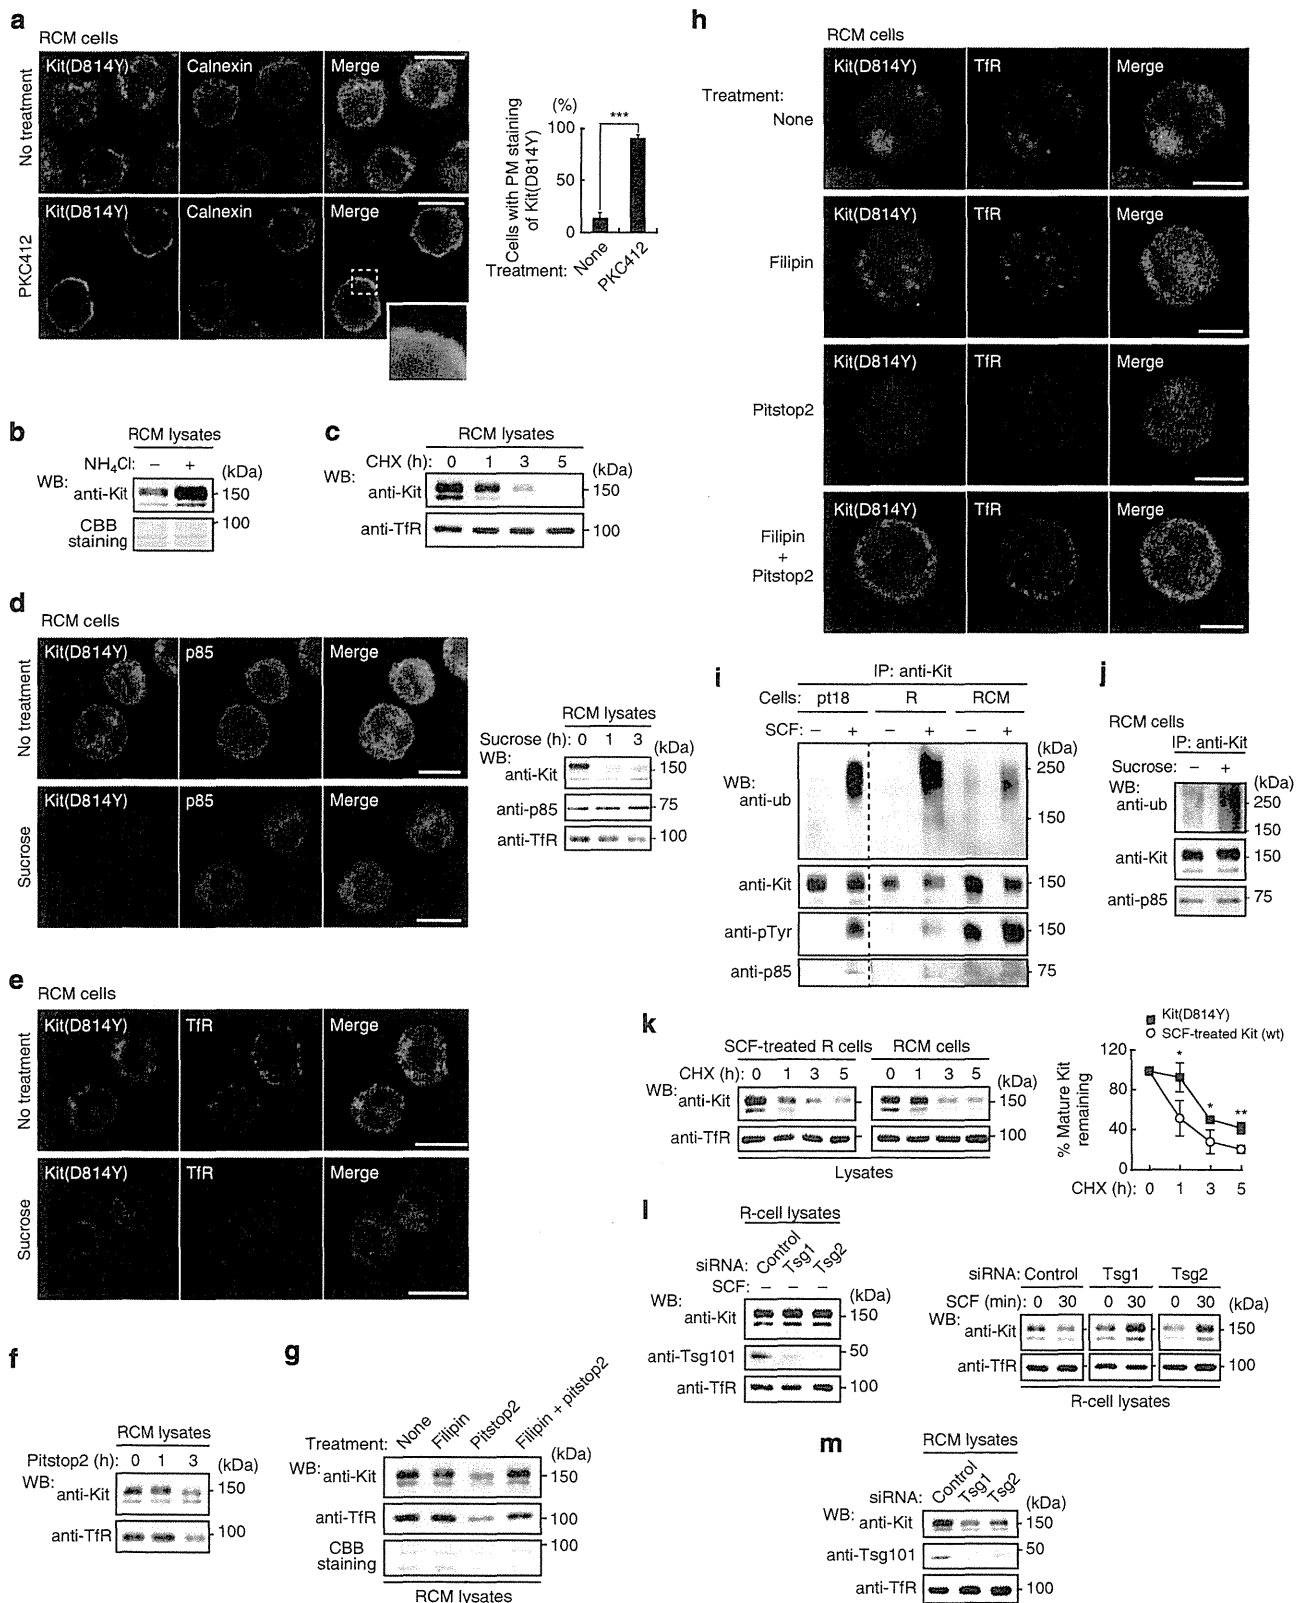 a
RCM cells
No treatment
Kit(D814Y)
Calnexin
Merge
PKC412
Kit(D814Y)
Calnexin
Merge
Cells with PM staining
of Kit(D814Y)
(%)
100
50
0
***
Treatment:
None
PKC412
b
RCM lysates
NH4Cl: – +
(kDa)
WB:
anti-Kit
150
CBB
staining
100
c
RCM lysates
CHX (h): 0 1 3 5
(kDa)
WB:
anti-Kit
150
anti-TfR
100
d
RCM cells
No treatment
Kit(D814Y)
p85
Merge
Sucrose
Kit(D814Y)
p85
Merge
RCM lysates
Sucrose (h): 0 1 3
(kDa)
WB:
anti-Kit
150
anti-p85
75
anti-TfR
100
e
RCM cells
No treatment
Kit(D814Y)
TfR
Merge
Sucrose
Kit(D814Y)
TfR
Merge
f
RCM lysates
Pitstop2 (h): 0 1 3
(kDa)
WB:
anti-Kit
150
anti-TfR
100
g
Treatment:
None
Filipin
Pitstop2
Filipin + pitstop2
(kDa)
WB:
anti-Kit
150
anti-TfR
100
CBB
staining
100
RCM lysates
h
RCM cells
Treatment:
None
Kit(D814Y)
TfR
Merge
Filipin
Kit(D814Y)
TfR
Merge
Pitstop2
Kit(D814Y)
TfR
Merge
Filipin
+
Pitstop2
Kit(D814Y)
TfR
Merge
i
IP: anti-Kit
Cells: pt18 R RCM
SCF: – + – + – +
(kDa)
WB:
anti-ub
250
150
anti-Kit
150
anti-pTyr
150
anti-p85
75
j
RCM cells
IP: anti-Kit
Sucrose: – +
(kDa)
WB:
anti-ub
250
150
anti-Kit
150
anti-p85
75
k
SCF-treated R cells
RCM cells
CHX (h): 0 1 3 5 0 1 3 5
(kDa)
WB:
anti-Kit
150
anti-TfR
100
Lysates
Kit(D814Y)
SCF-treated Kit (wt)
% Mature Kit
remaining
120
80
40
0
*
*
**
CHX (h): 0 1 3 5
l
R-cell lysates
siRNA:
Control
Tsg1
Tsg2
SCF: – – –
(kDa)
WB:
anti-Kit
150
anti-Tsg101
50
anti-TfR
100
siRNA: Control Tsg1 Tsg2
SCF (min): 0 30 0 30 0 30
(kDa)
WB:
anti-Kit
150
anti-TfR
100
R-cell lysates
m
RCM lysates
siRNA:
Control
Tsg1
Tsg2
(kDa)
WB:
anti-Kit
150
anti-Tsg101
50
anti-TfR
100